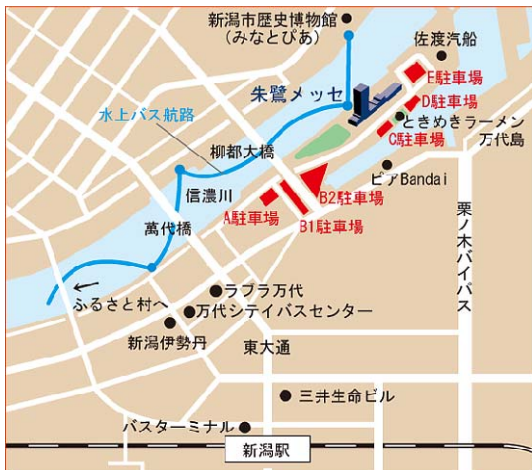 新潟市歴史博物館
(みなとぴあ)
佐渡汽船
E駐車場
朱鷺メッセ
D駐車場
ときめきラーメン
万代島
水上バス航路
C駐車場
柳都大橋
ピアBandai
信濃川
B2駐車場
A駐車場
B1駐車場
栗ノ木バイパス
萬代橋
←
ふるさと村へ
ラブラ万代
万代シテイバスセンター
新潟伊勢丹
東大通
三井生命ビル
バスターミナル
新潟駅